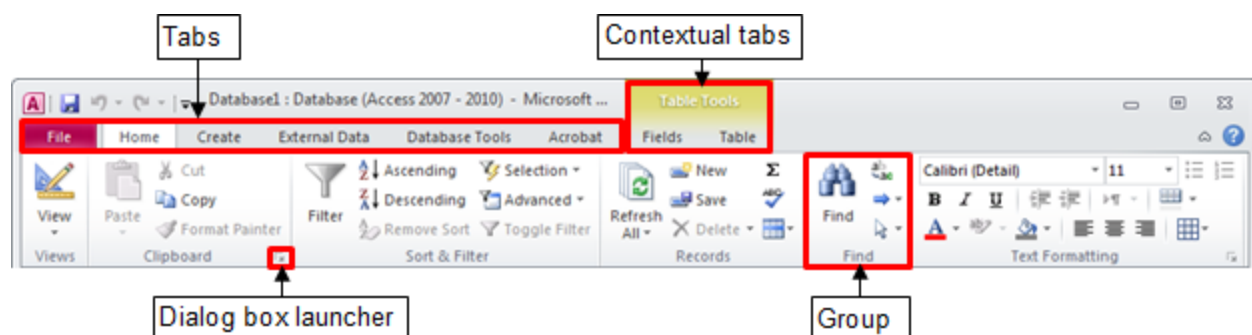 Tabs
Contextual tabs
A Database1 : Database (Access 2007 - 2010) - Microsoft ... Table Tools
File Home Create External Data Database Tools Acrobat Fields Table
Cut Ascending Selection New Σ Calibri (Detail) 11
Copy Descending Advanced Save ABC B I U
View Paste Format Painter Filter Remove Sort Toggle Filter Refresh All Delete Find A
Views Clipboard Sort & Filter Records Find Text Formatting
Dialog box launcher
Group